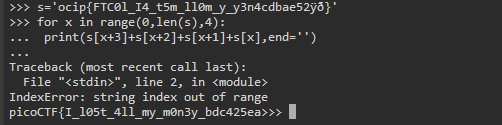 >>> s='ocip{FTC0l_I4_t5m_ll0m_y_y3n4cdbae52ÿð}'
>>> for x in range(0,len(s),4):
...  print(s[x+3]+s[x+2]+s[x+1]+s[x],end='')
...
Traceback (most recent call last):
  File "<stdin>", line 2, in <module>
IndexError: string index out of range
picoCTF{I_l05t_4ll_my_m0n3y_bdc425ea>>>